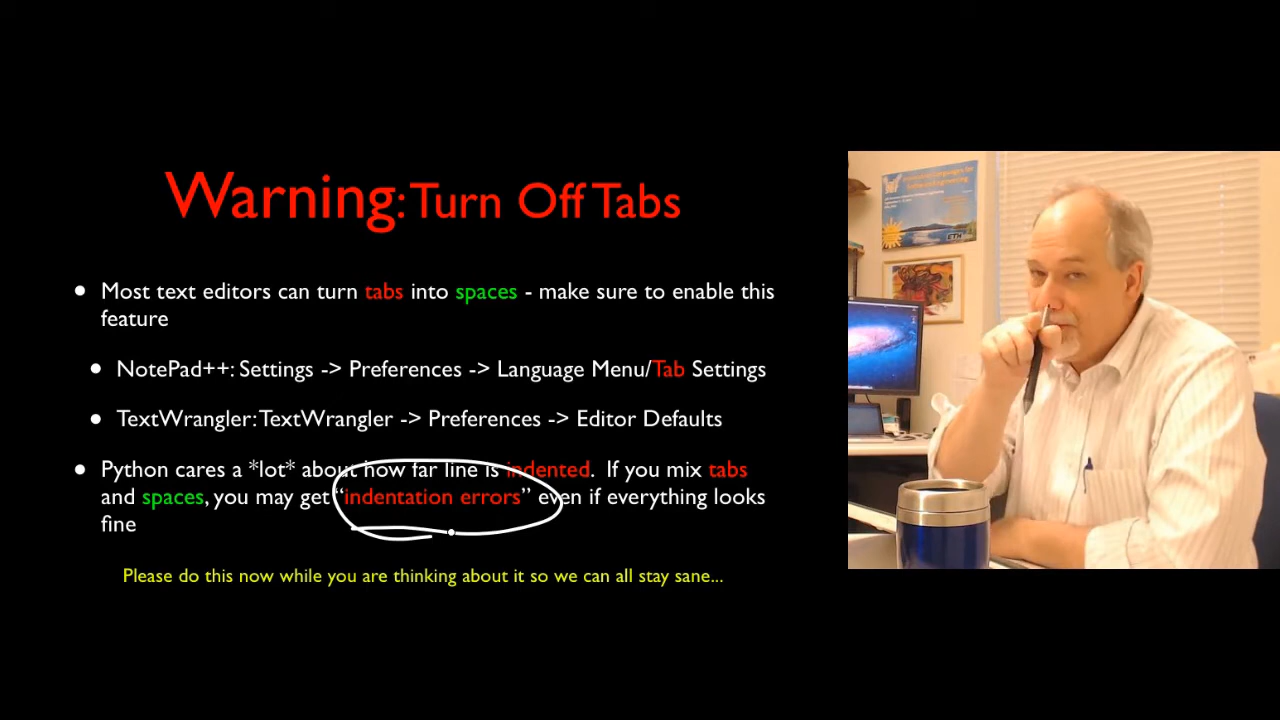 Warning: Turn Off Tabs
• Most text editors can turn tabs into spaces - make sure to enable this
feature
• NotePad++: Settings -> Preferences -> Language Menu/Tab Settings
• TextWrangler: TextWrangler -> Preferences -> Editor Defaults
• Python cares a *lot* about how far line is indented. If you mix tabs
and spaces, you may get “indentation errors” even if everything looks
fine
Please do this now while you are thinking about it so we can all stay sane...
ETH